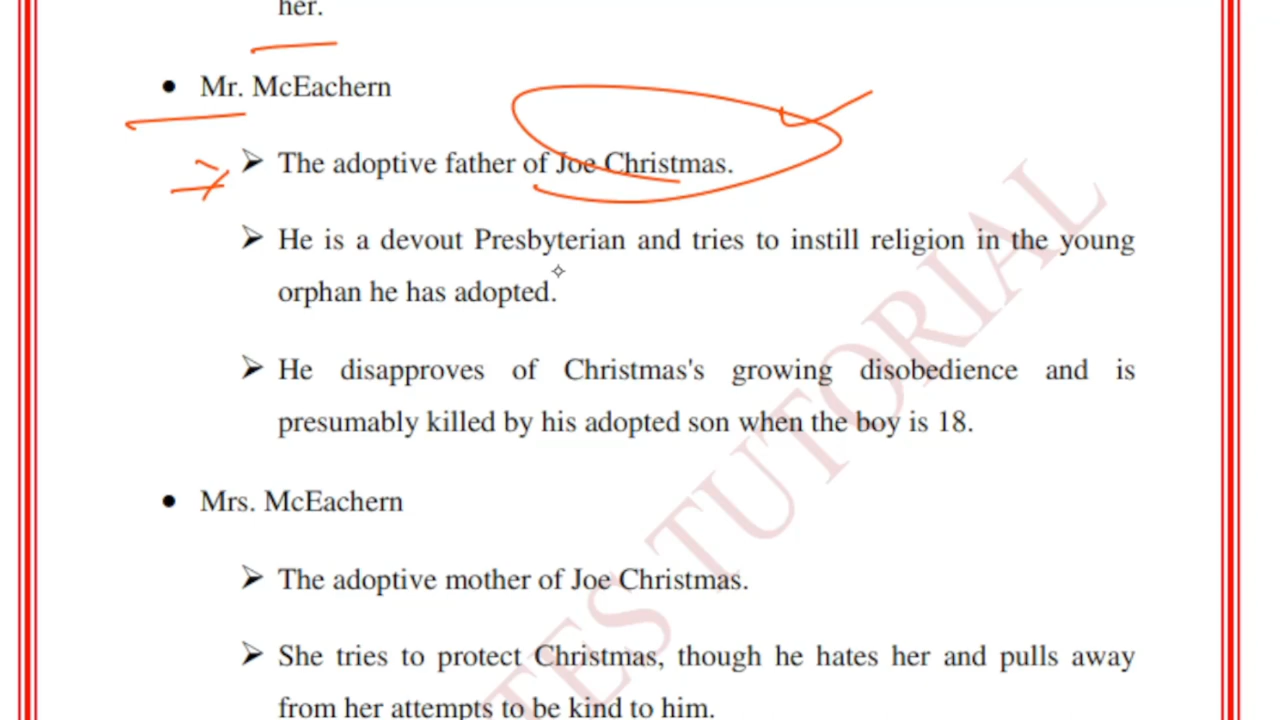 her.
• Mr. McEachern
➢ The adoptive father of Joe Christmas.
➢ He is a devout Presbyterian and tries to instill religion in the young
orphan he has adopted.
➢ He disapproves of Christmas's growing disobedience and is
presumably killed by his adopted son when the boy is 18.
• Mrs. McEachern
➢ The adoptive mother of Joe Christmas.
➢ She tries to protect Christmas, though he hates her and pulls away
from her attempts to be kind to him.
TES TUTORIAL